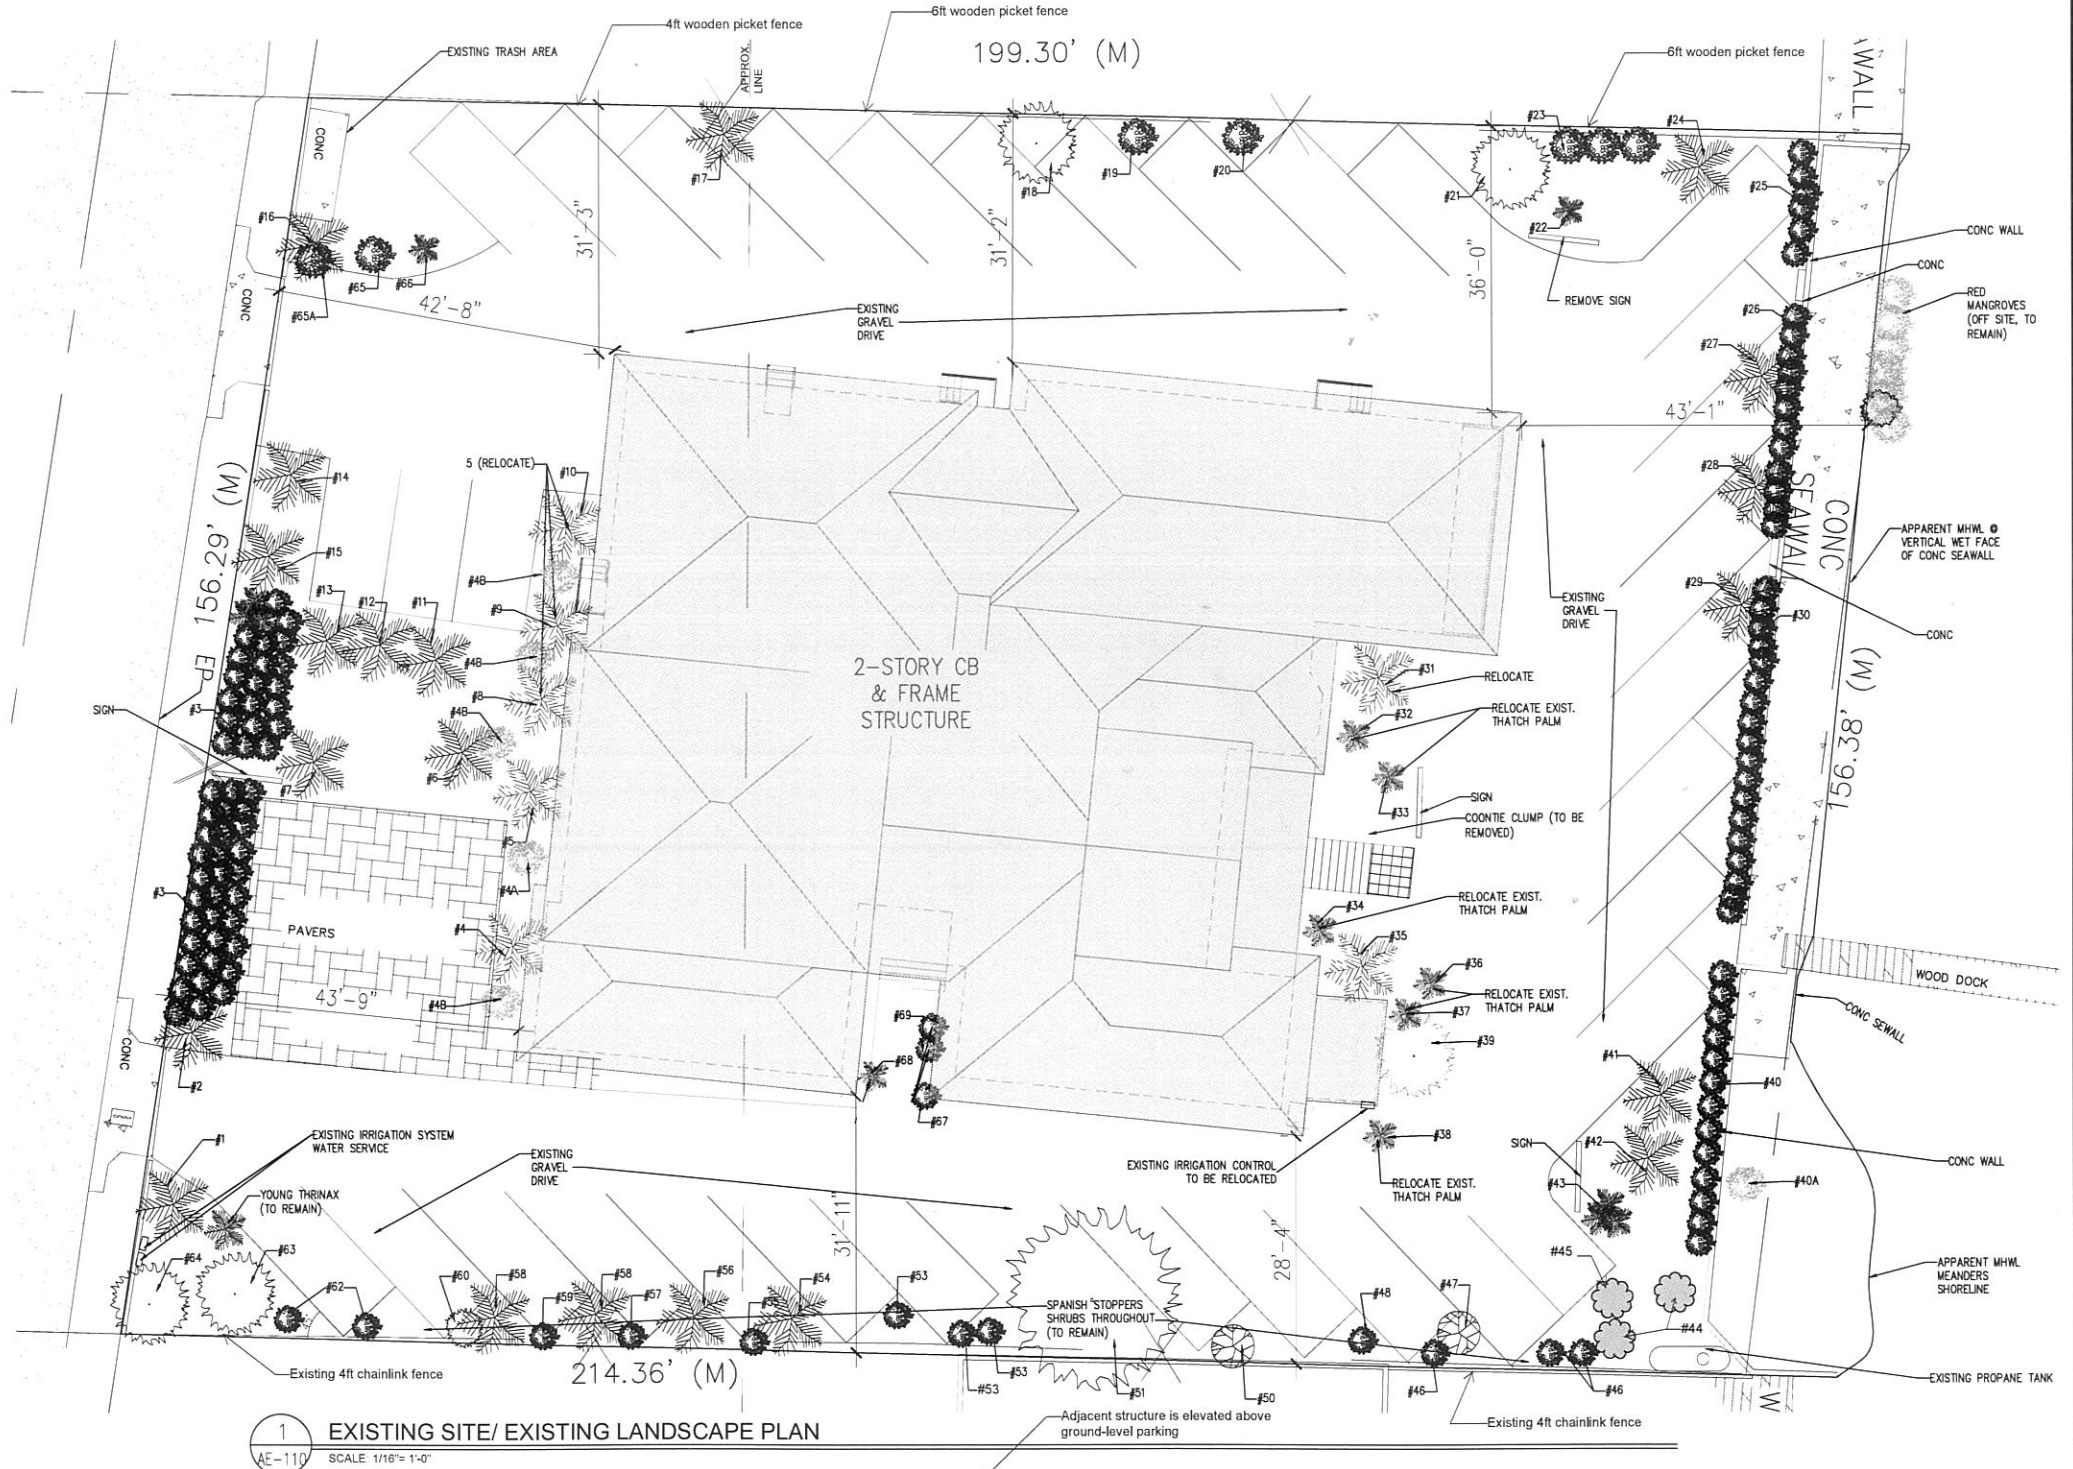 4ft wooden picket fence
6ft wooden picket fence
199.30' (M)
6ft wooden picket fence
EXISTING TRASH AREA
APPROX.
LINE
AWALL
CONC
#16
#65A
#65
#66
42'-8"
31'-3"
#17
#18
31'-2"
#19
#20
#21
#22
#23
#24
#25
36'-0"
REMOVE SIGN
CONC WALL
CONC
RED
MANGROVES
(OFF SITE, TO
REMAIN)
CONC
EXISTING
GRAVEL
DRIVE
#26
#27
43'-1"
#28
CONC
SEAWALL
APPARENT MHWL @
VERTICAL WET FACE
OF CONC SEAWALL
156.29' (M)
EP
#14
#15
5 (RELOCATE)
#10
#4B
#9
#13
#12
#11
#4B
#8
#4B
#3
SIGN
#6
#7
#5
#4A
#3
#4
#4B
PAVERS
43'-9"
2-STORY CB
& FRAME
STRUCTURE
EXISTING
GRAVEL
DRIVE
#29
#30
CONC
156.38' (M)
#31
RELOCATE
#32
RELOCATE EXIST.
THATCH PALM
#33
SIGN
COONTIE CLUMP (TO BE
REMOVED)
#34
RELOCATE EXIST.
THATCH PALM
#35
#36
RELOCATE EXIST.
THATCH PALM
#37
#39
WOOD DOCK
CONC SEWALL
CONC
#2
#69
#68
#67
#38
#41
#40
#42
SIGN
#43
CONC WALL
#40A
#1
EXISTING IRRIGATION SYSTEM
WATER SERVICE
EXISTING
GRAVEL
DRIVE
EXISTING IRRIGATION CONTROL
TO BE RELOCATED
RELOCATE EXIST.
THATCH PALM
YOUNG THRINAX
(TO REMAIN)
31'-11"
28'-4"
#64
#63
#62
#60
#58
#59
#58
#57
#56
#55
#54
#53
SPANISH STOPPERS
SHRUBS THROUGHOUT
(TO REMAIN)
#48
#47
#45
#44
APPARENT MHWL
MEANDERS
SHORELINE
#53
#53
#51
#50
#46
#46
EXISTING PROPANE TANK
W
Existing 4ft chainlink fence
214.36' (M)
Adjacent structure is elevated above
ground-level parking
Existing 4ft chainlink fence
1
AE-110
EXISTING SITE/ EXISTING LANDSCAPE PLAN
SCALE: 1/16"= 1'-0"